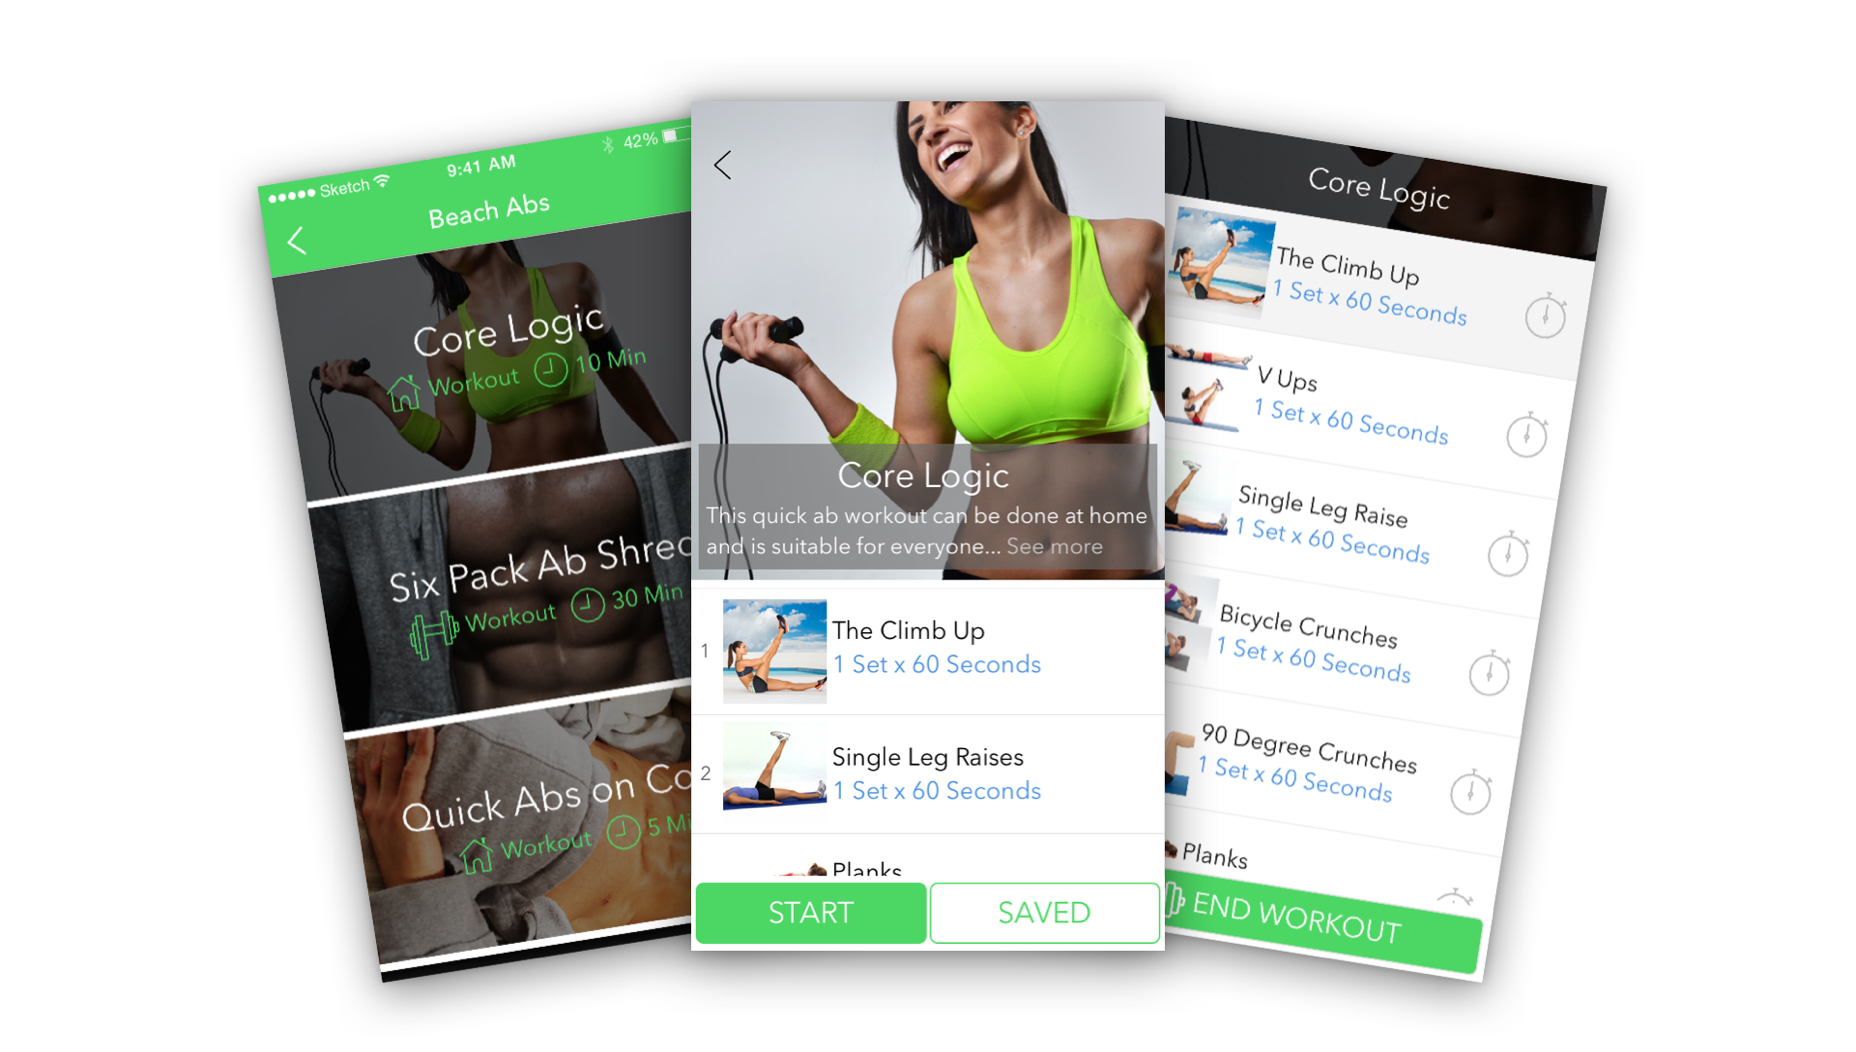 Sketch
9:41 AM
42%
Beach Abs
Core Logic
Workout 10 Min
Six Pack Ab Shred
Workout 30 Min
Quick Abs on Co
Workout 5 Mi
Core Logic
This quick ab workout can be done at home
and is suitable for everyone... See more
1
The Climb Up
1 Set x 60 Seconds
2
Single Leg Raises
1 Set x 60 Seconds
Planks
START
SAVED
Core Logic
The Climb Up
1 Set x 60 Seconds
V Ups
1 Set x 60 Seconds
Single Leg Raise
1 Set x 60 Seconds
Bicycle Crunches
1 Set x 60 Seconds
90 Degree Crunches
1 Set x 60 Seconds
Planks
END WORKOUT